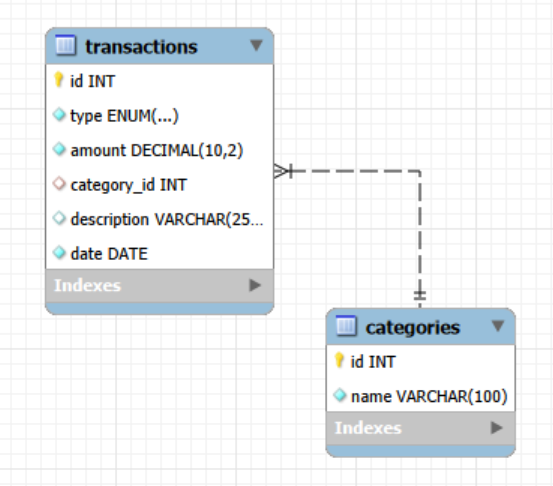 transactions
id INT
type ENUM(...)
amount DECIMAL(10,2)
category_id INT
description VARCHAR(25...
date DATE
Indexes
categories
id INT
name VARCHAR(100)
Indexes